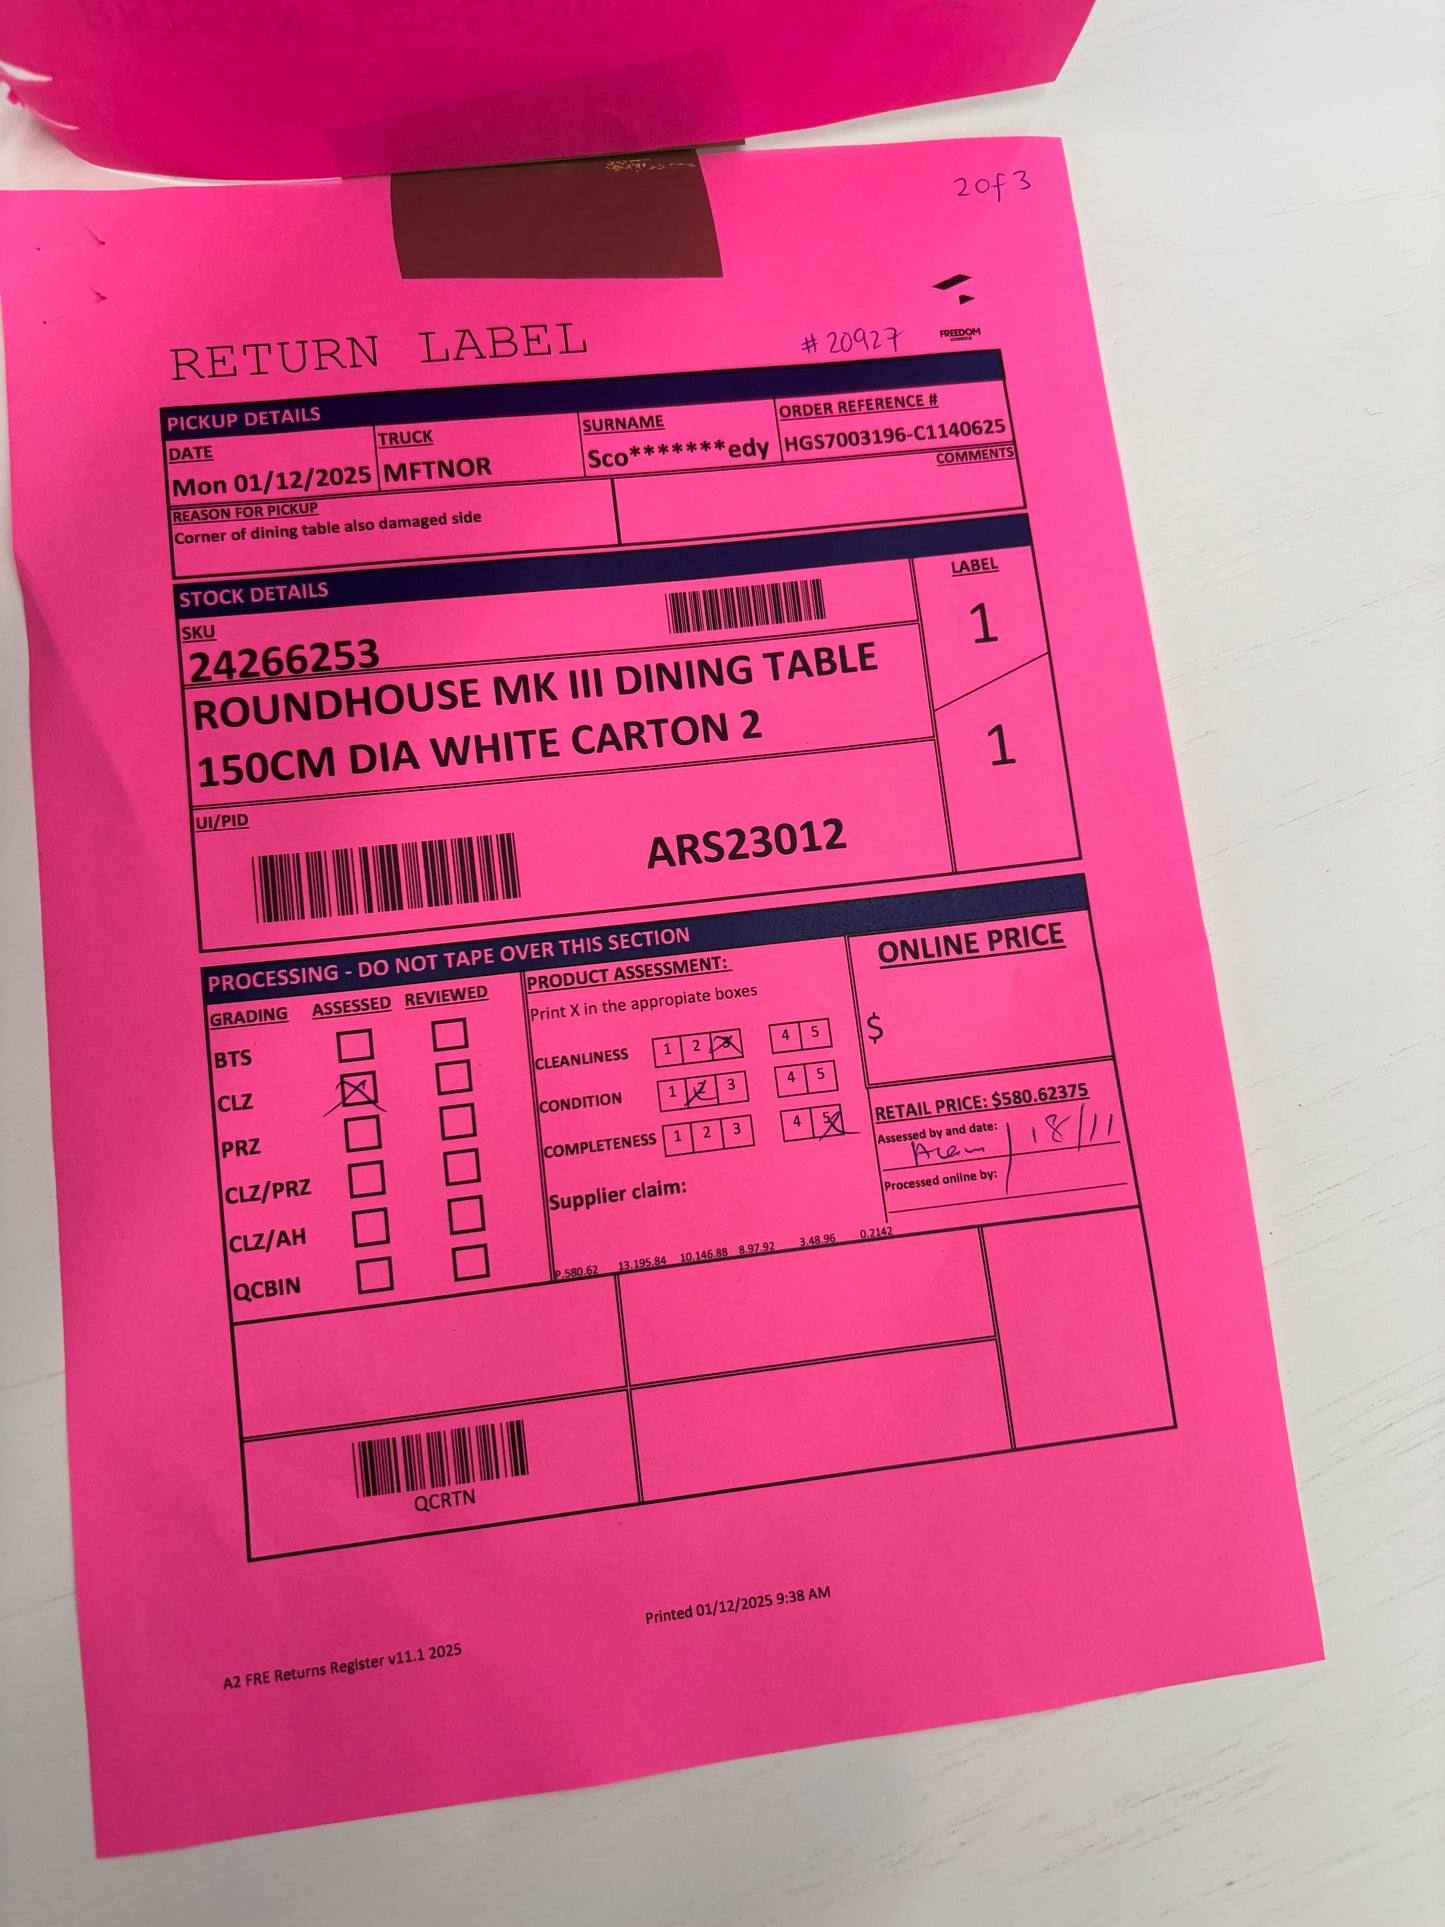 2 of 3
FREEDOM
LOGISTICS
RETURN LABEL
# 20927
PICKUP DETAILS
DATE TRUCK SURNAME ORDER REFERENCE #
Mon 01/12/2025 MFTNOR Sco*******edy HGS7003196-C1140625
REASON FOR PICKUP COMMENTS
Corner of dining table also damaged side
STOCK DETAILS
SKU LABEL
24266253 1
ROUNDHOUSE MK III DINING TABLE
150CM DIA WHITE CARTON 2
1
UI/PID
ARS23012
PROCESSING - DO NOT TAPE OVER THIS SECTION
GRADING ASSESSED REVIEWED
BTS
CLZ
PRZ
CLZ/PRZ
CLZ/AH
QCBIN
PRODUCT ASSESSMENT:
Print X in the appropiate boxes
CLEANLINESS 1 2 3 4 5
CONDITION 1 2 3 4 5
COMPLETENESS 1 2 3 4 5
Supplier claim:
P.580.62 13.195.84 10.146.88 8.97.92 3.48.96 0.2142
ONLINE PRICE
$
RETAIL PRICE: $580.62375
Assessed by and date:
18/11
Processed online by:
QCRTN
Printed 01/12/2025 9:38 AM
A2 FRE Returns Register v11.1 2025